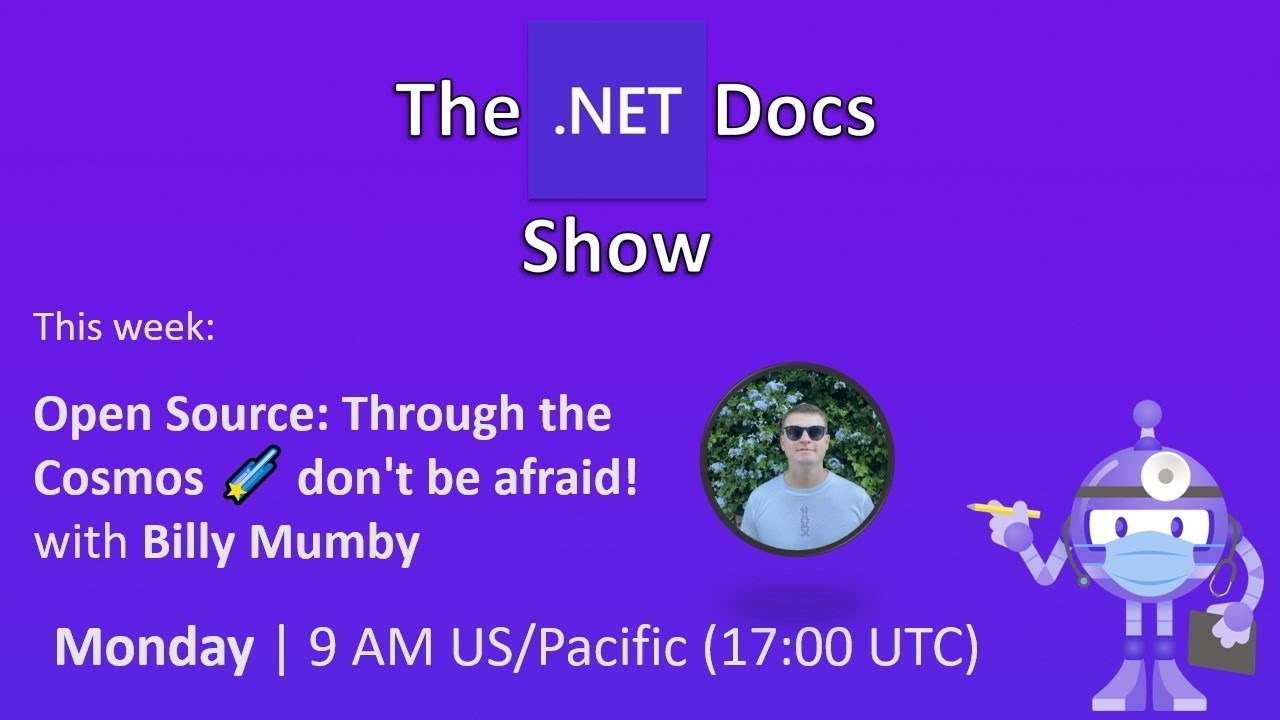 The .NET Docs
Show
This week:
Open Source: Through the
Cosmos ☄️ don't be afraid!
with Billy Mumby
Monday | 9 AM US/Pacific (17:00 UTC)